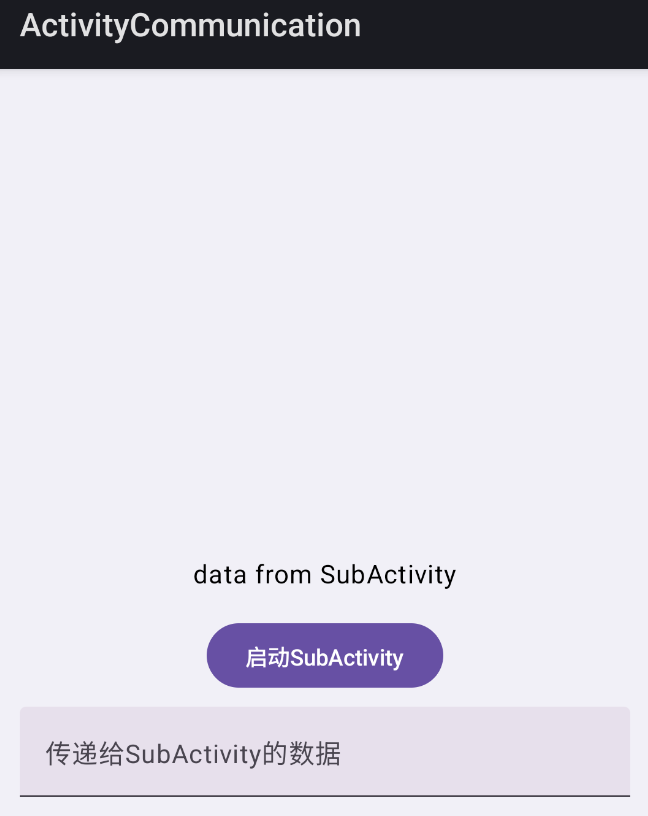 ActivityCommunication
data from SubActivity
启动SubActivity
传递给SubActivity的数据